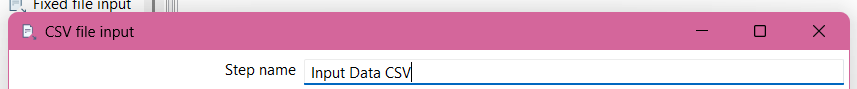 Fixed file input
CSV file input
Step name Input Data CSV